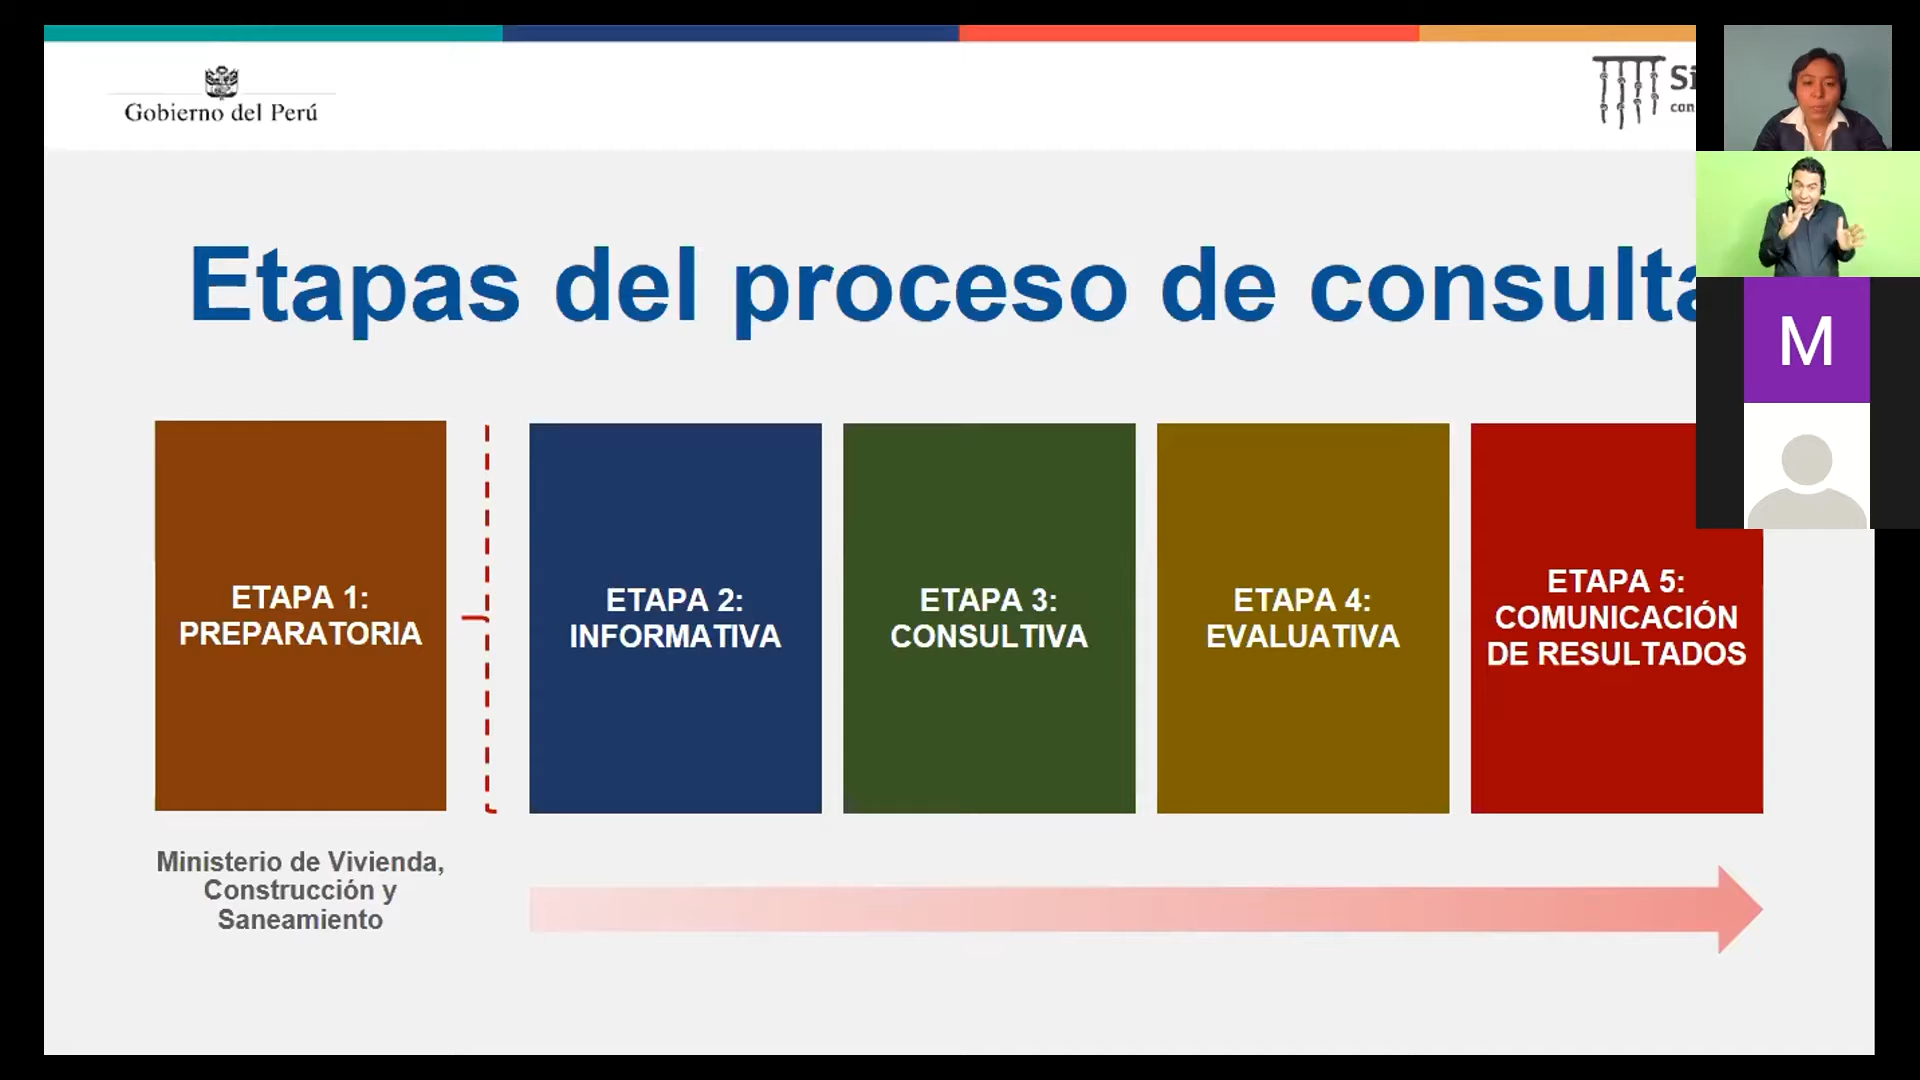 Gobierno del Perú
Etapas del proceso de consulta
ETAPA 1:
PREPARATORIA
ETAPA 2:
INFORMATIVA
ETAPA 3:
CONSULTIVA
ETAPA 4:
EVALUATIVA
ETAPA 5:
COMUNICACIÓN
DE RESULTADOS
Ministerio de Vivienda,
Construcción y
Saneamiento
M